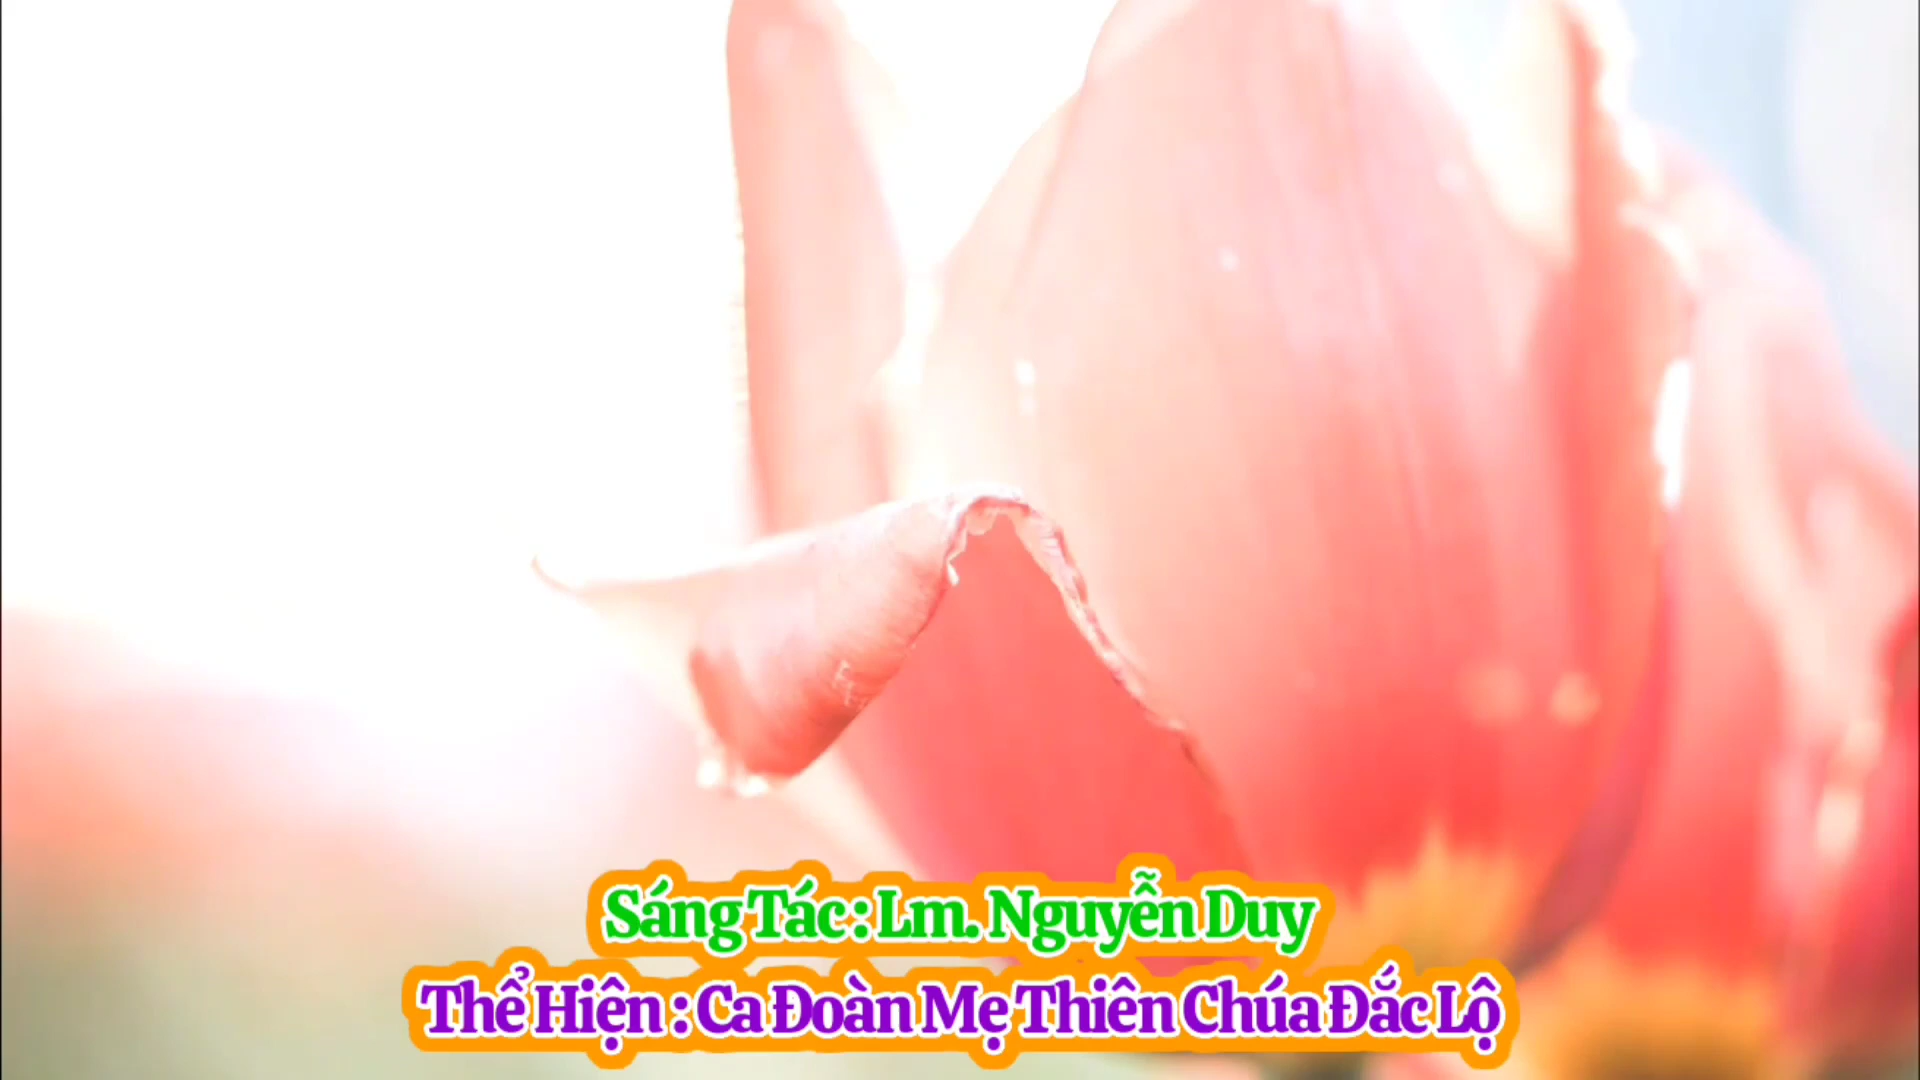 Sáng Tác : Lm. Nguyễn Duy
Thể Hiện : Ca Đoàn Mẹ Thiên Chúa Đắc Lộ